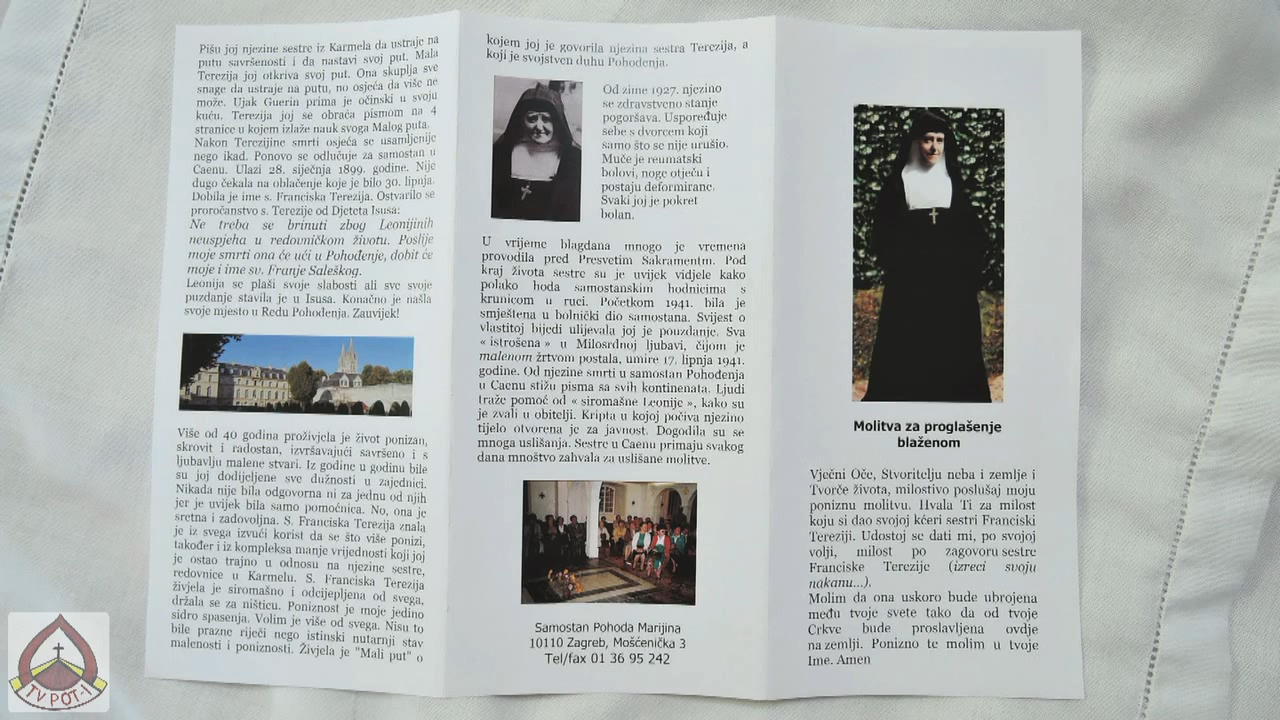 Pišu joj njezine sestre iz Karmela da ustraje na
putu savršenosti i da nastavi svoj put. Mala
Terezija joj otkriva svoj put. Ona skuplja sve
snage da ustraje na putu, no osjeća da više ne
može. Ujak Guerin prima je očinski u svoju
kuću. Terezija joj se obraća pismom na 4
stranice u kojem izlaže nauk svoga Malog puta.
Nakon Terezijine smrti osjeća se usamljenije
nego ikad. Ponovo se odlučuje za samostan u
Caenu. Ulazi 28. siječnja 1899. godine. Nije
dugo čekala na oblačenje koje je bilo 30. lipnja.
Dobila je ime s. Franciska Terezija. Ostvarilo se
proročanstvo s. Terezije od Djeteta Isusa:
Ne treba se brinuti zbog Leonijinih
neuspjeha u redovničkom životu. Poslije
moje smrti ona će ući u Pohođenje, dobit će
moje i ime sv. Franje Saleškog.
Leonija se plaši svoje slabosti ali sve svoje
puzdanje stavila je u Isusa. Konačno je našla
svoje mjesto u Redu Pohođenja. Zauvijek!
Više od 40 godina proživjela je život ponizan,
skrovit i radostan, izvršavajući savršeno i s
ljubavlju malene stvari. Iz godine u godinu bile
su joj dodijeljene sve dužnosti u zajednici.
Nikada nije bila odgovorna ni za jednu od njih
jer je uvijek bila samo pomoćnica. No, ona je
sretna i zadovoljna. S. Franciska Terezija znala
je iz svega izvući korist da se što više ponizi,
također i iz kompleksa manje vrijednosti koji joj
je ostao trajno u odnosu na njezine sestre,
redovnice u Karmelu. S. Franciska Terezija
živjela je siromašno i odcijepljena od svega,
držala se za ništicu. Poniznost je moje jedino
sidro spasenja. Volim je više od svega. Nisu to
bile prazne riječi nego istinski nutarnji stav
malenosti i poniznosti. Živjela je "Mali put" o
kojem joj je govorila njezina sestra Terezija, a
koji je svojstven duhu Pohođenja.
Od zime 1927. njezino
se zdravstveno stanje
pogoršava. Uspoređuje
sebe s dvorcem koji
samo što se nije urušio.
Muče je reumatski
bolovi, noge otječu i
postaju deformirane.
Svaki joj je pokret
bolan.
U vrijeme blagdana mnogo je vremena
provodila pred Presvetim Sakramentm. Pod
kraj života sestre su je uvijek vidjele kako
polako hoda samostanskim hodnicima s
krunicom u ruci. Početkom 1941. bila je
smještena u bolnički dio samostana. Svijest o
vlastitoj bijedi ulijevala joj je pouzdanje. Sva
« istrošena » u Milosrdnoj ljubavi, čijom je
malenom žrtvom postala, umire 17. lipnja 1941.
godine. Od njezine smrti u samostan Pohođenja
u Caenu stižu pisma sa svih kontinenata. Ljudi
traže pomoć od « siromašne Leonije », kako su
je zvali u obitelji. Kripta u kojoj počiva njezino
tijelo otvorena je za javnost. Dogodila su se
mnoga uslišanja. Sestre u Caenu primaju svakog
dana mnoštvo zahvala za uslišane molitve.
Samostan Pohoda Marijina
10110 Zagreb, Mošćenička 3
Tel/fax 01 36 95 242
Molitva za proglašenje
blaženom
Vječni Oče, Stvoritelju neba i zemlje i
Tvorče života, milostivo poslušaj moju
poniznu molitvu. Hvala Ti za milost
koju si dao svojoj kćeri sestri Franciski
Tereziji. Udostoj se dati mi, po svojoj
volji, milost po zagovoru sestre
Franciske Terezije (izreci svoju
nakanu...).
Molim da ona uskoro bude ubrojena
među tvoje svete tako da od tvoje
Crkve bude proslavljena ovdje
na zemlji. Ponizno te molim u tvoje
Ime. Amen
TV POT-1